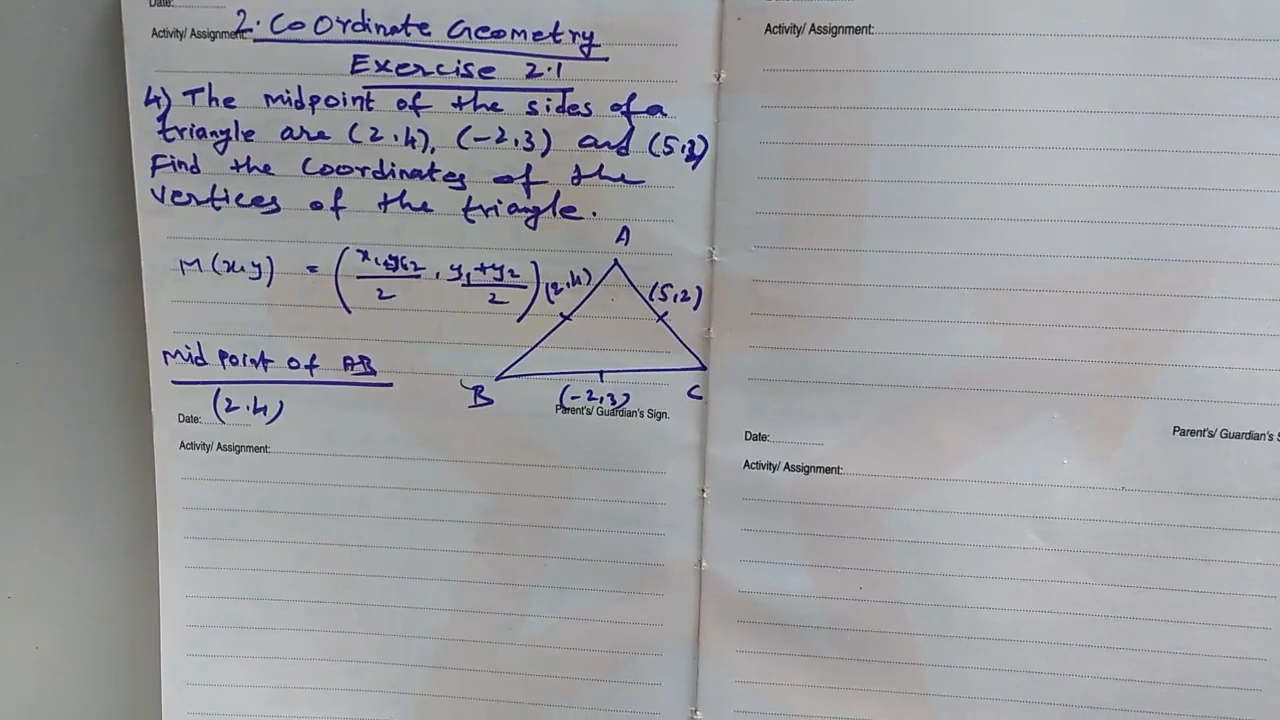 Date:
Activity/ Assignment:
2. Coordinate Geometry
Exercise 2.1
4) The midpoint of the sides of a
triangle are (2,4), (-2,3) and (5,2)
Find the coordinates of the
vertices of the triangle.
A
M(x,y) = (x₁+x₂/2, y₁+y₂/2)
(2,4)
(5,2)
midpoint of AB
(2,4)
B
(-2,3)
C
Parent's/ Guardian's Sign.
Date:
Activity/ Assignment:
Activity/ Assignment:
Parent's/ Guardian's S
Date:
Activity/ Assignment: